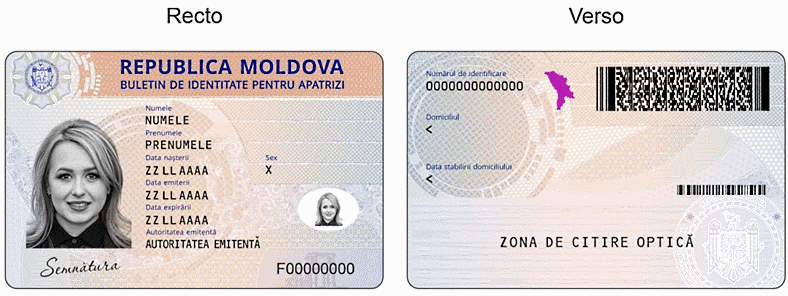 Recto
Verso
REPUBLICA MOLDOVA
BULETIN DE IDENTITATE PENTRU APATRIZI
Numele
NUMELE
Prenumele
PRENUMELE
Data nașterii
Sex
ZZ LL AAAA
X
Data emiterii
ZZ LL AAAA
Data expirării
ZZ LL AAAA
Autoritatea emitentă
AUTORITATEA EMITENTĂ
Semnătura
F00000000
Numărul de identificare
0000000000000
Domiciliul
<
Data stabilirii domiciliului
<
ZONA DE CITIRE OPTICĂ